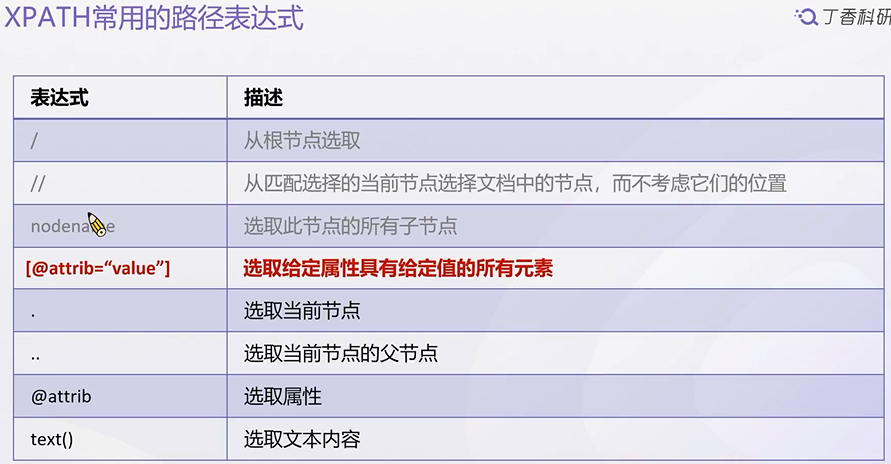 XPATH常用的路径表达式
丁香科研
表达式 描述
/ 从根节点选取
// 从匹配选择的当前节点选择文档中的节点，而不考虑它们的位置
nodename 选取此节点的所有子节点
[@attrib=“value”] 选取给定属性具有给定值的所有元素
. 选取当前节点
.. 选取当前节点的父节点
@attrib 选取属性
text() 选取文本内容